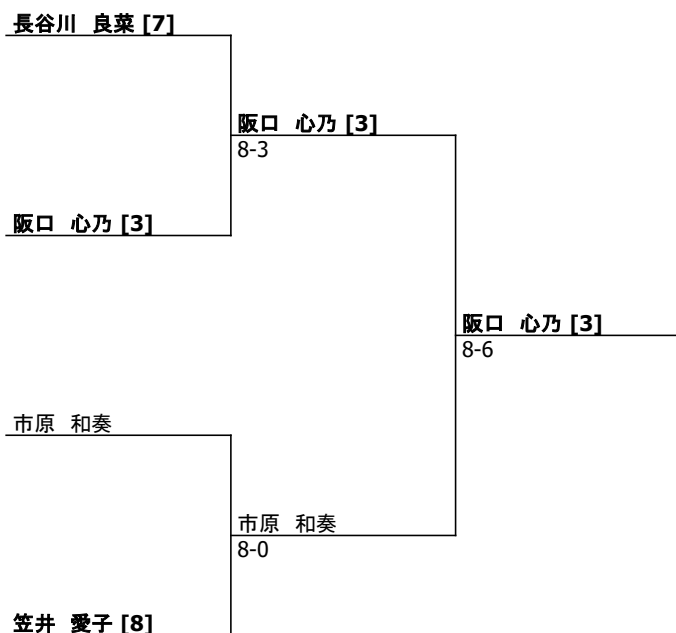 長谷川 良菜 [7]
阪口 心乃 [3]
8-3
阪口 心乃 [3]
阪口 心乃 [3]
8-6
市原 和奏
市原 和奏
8-0
笠井 愛子 [8]